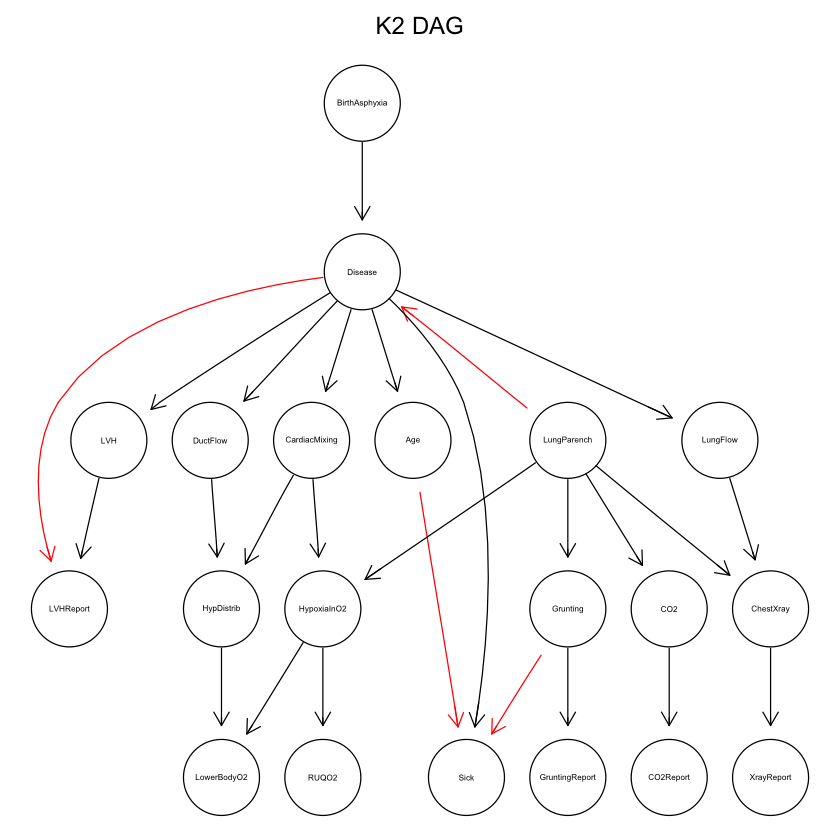 K2 DAG
BirthAsphyxia
Disease
LVH
DuctFlow
CardiacMixing
Age
LungParench
LungFlow
LVHReport
HypDistrib
HypoxiaInO2
Grunting
CO2
ChestXray
LowerBodyO2
RUQO2
Sick
GruntingReport
CO2Report
XrayReport